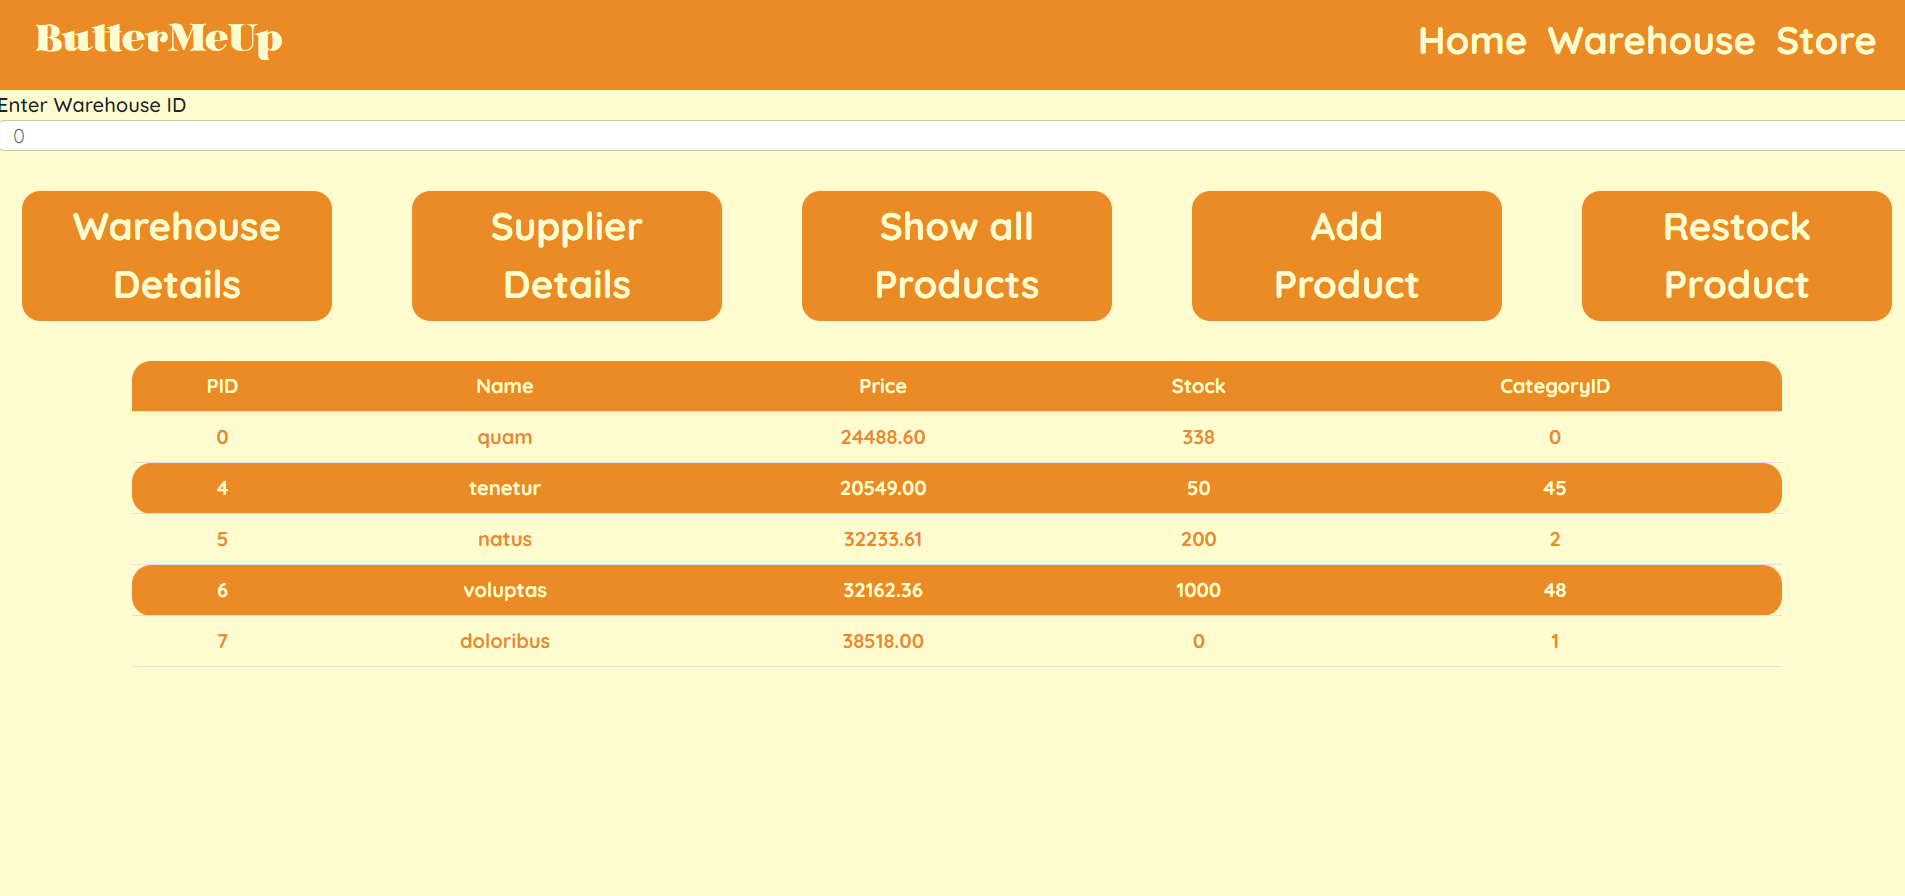 ButterMeUp
Home Warehouse Store
Enter Warehouse ID
0
Warehouse Details
Supplier Details
Show all Products
Add Product
Restock Product
PID Name Price Stock CategoryID
0 quam 24488.60 338 0
4 tenetur 20549.00 50 45
5 natus 32233.61 200 2
6 voluptas 32162.36 1000 48
7 doloribus 38518.00 0 1